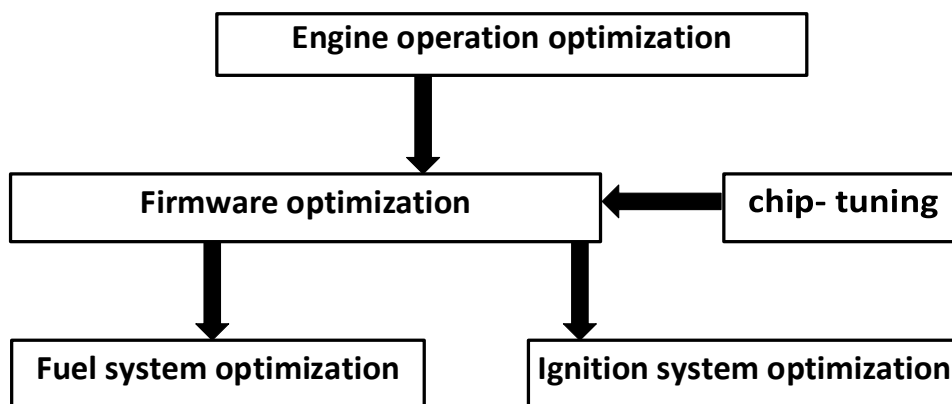 Engine operation optimization
Firmware optimization
chip- tuning
Fuel system optimization
Ignition system optimization